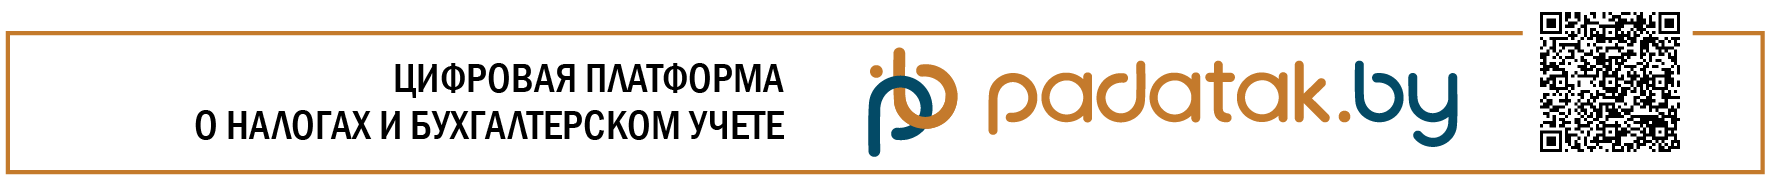 ЦИФРОВАЯ ПЛАТФОРМА
О НАЛОГАХ И БУХГАЛТЕРСКОМ УЧЕТЕ
padatak.by